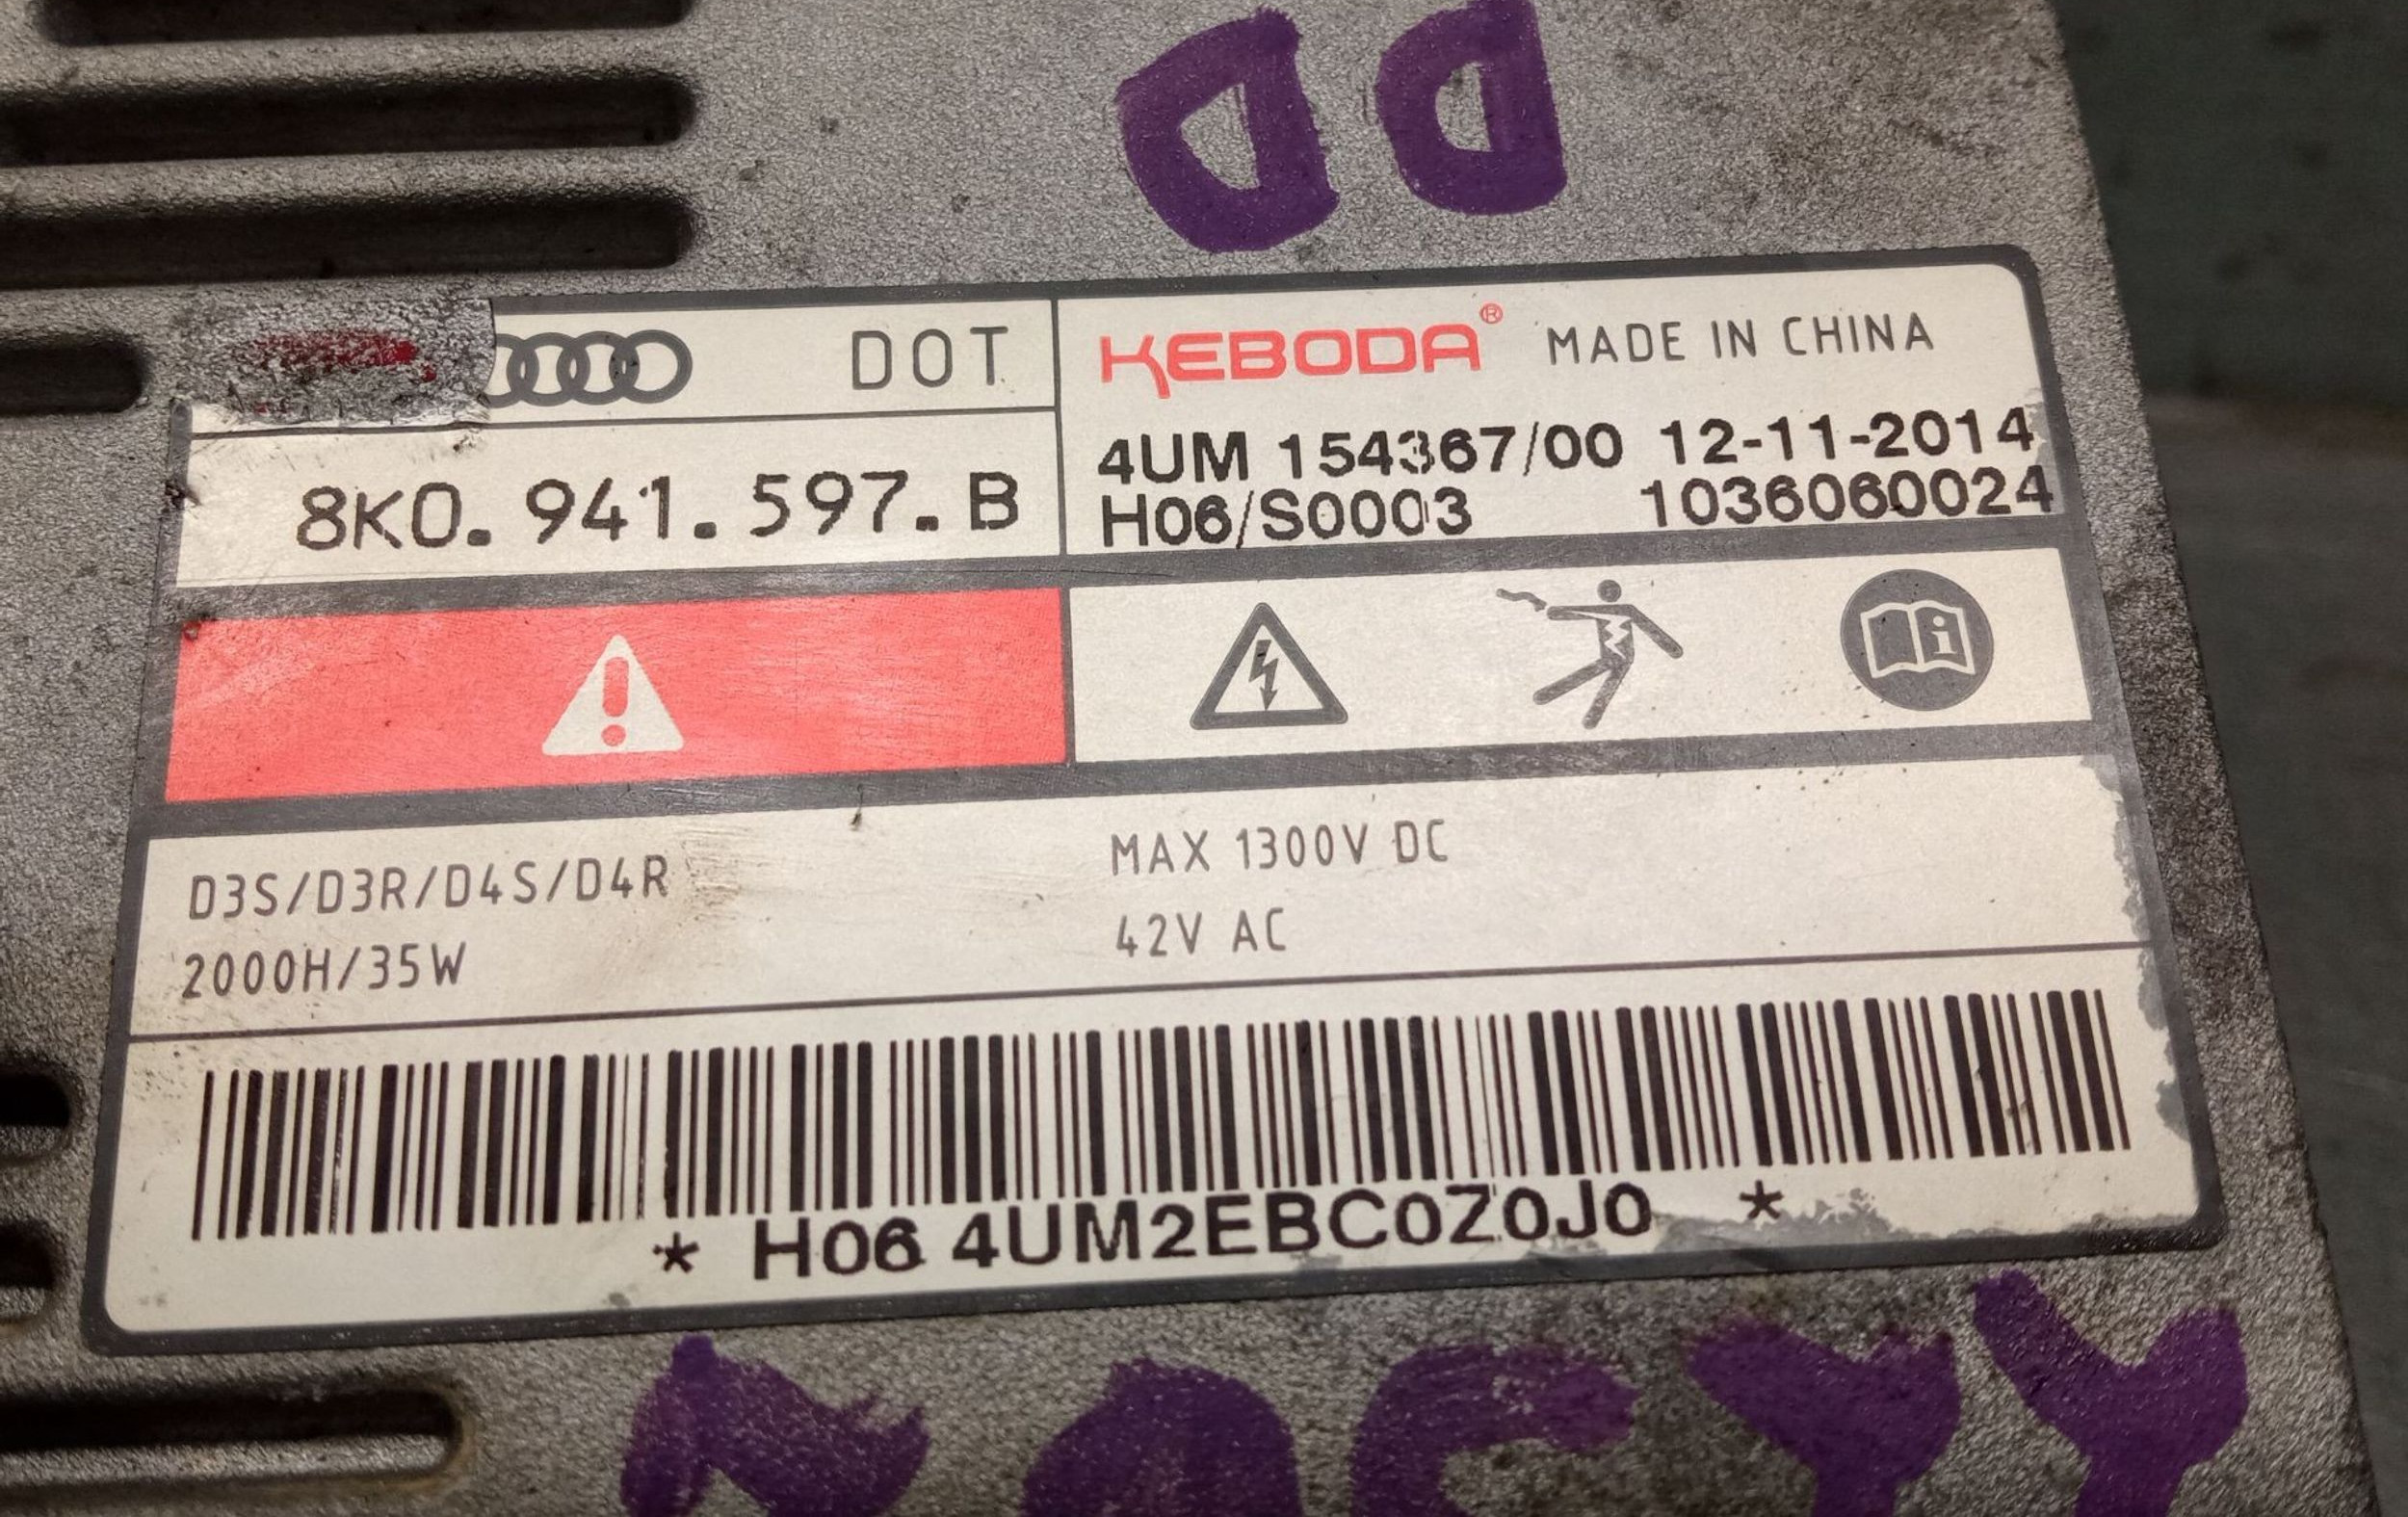 DD
DOT
KEBODA® MADE IN CHINA
4UM 154367/00 12-11-2014
8K0.941.597.B
H06/S0003 1036060024
D3S/D3R/D4S/D4R
2000H/35W
MAX 1300V DC
42V AC
* H06 4UM2EBC0Z0J0 *